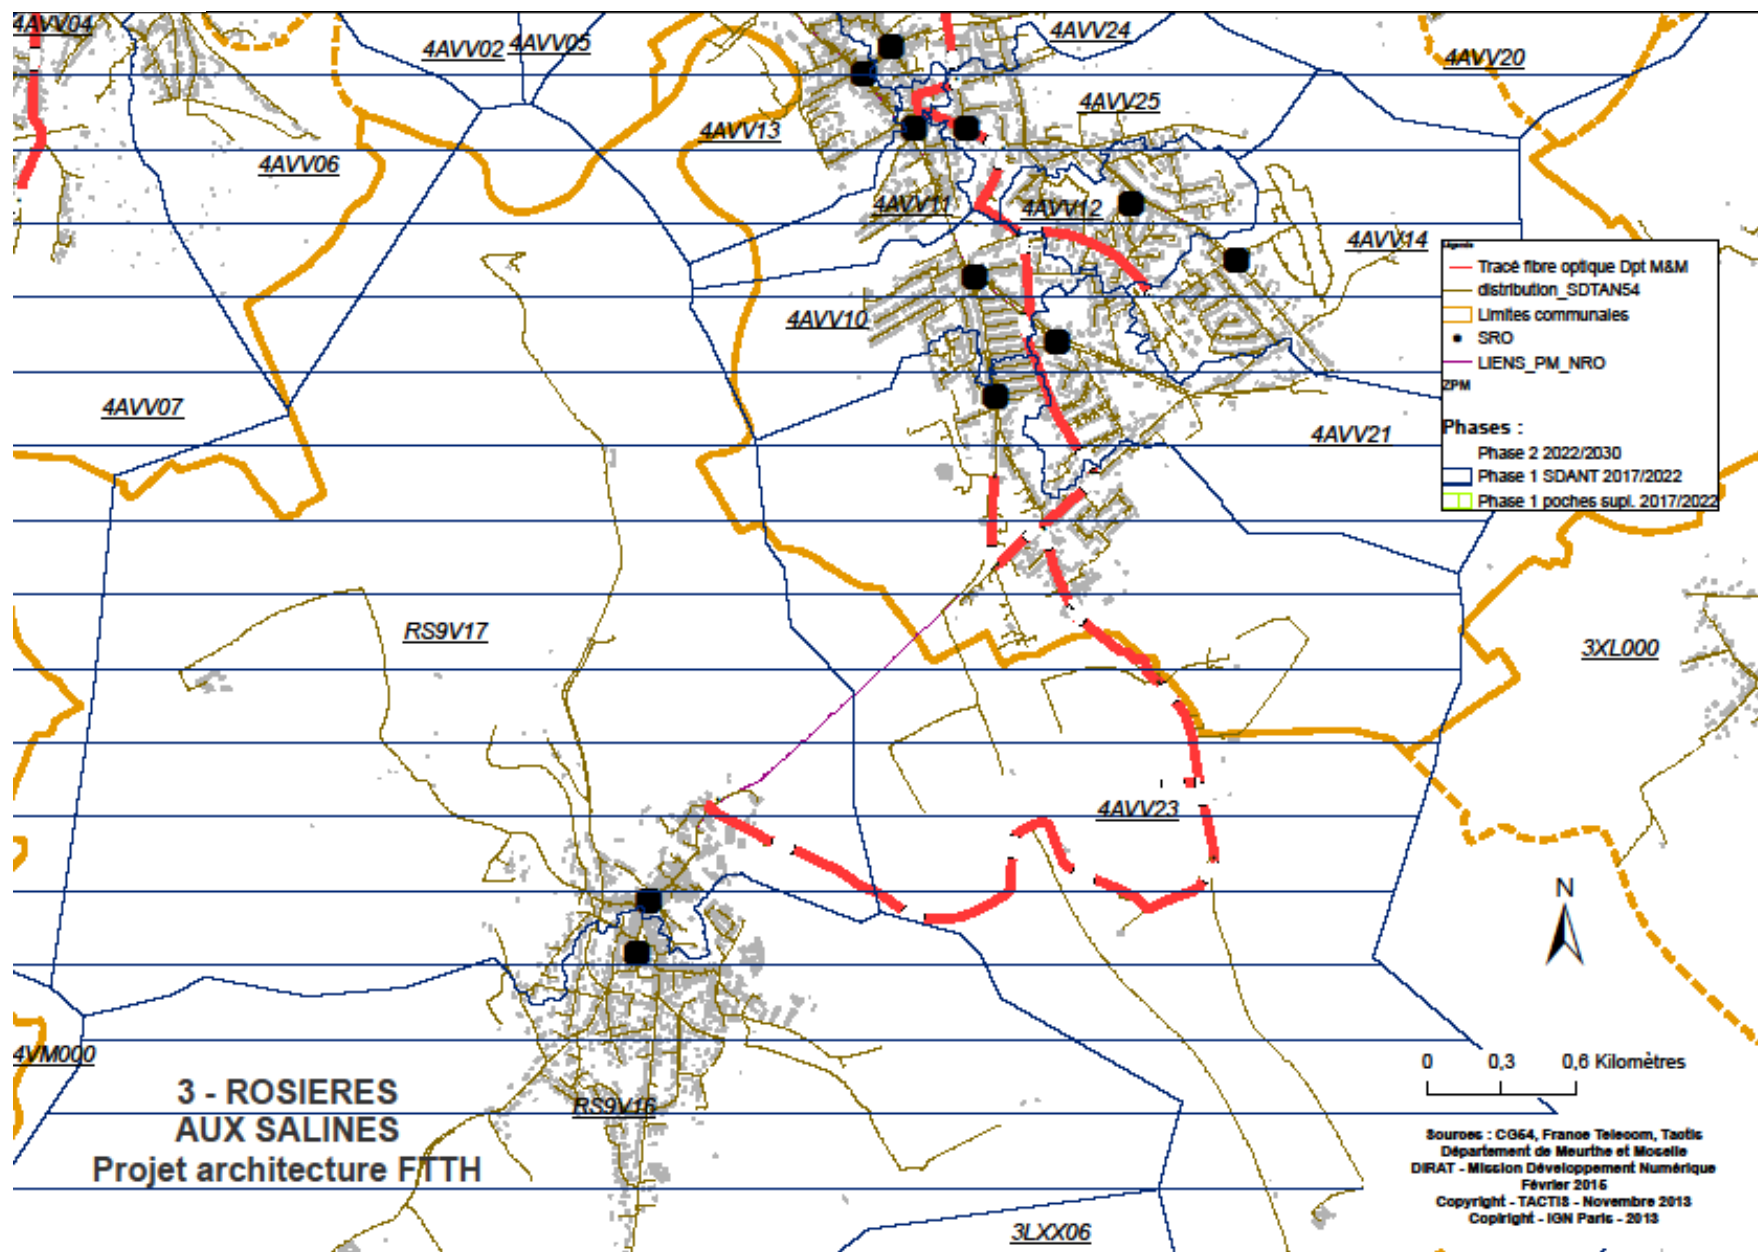 4AVV04
4AVV02
4AVV05
4AVV24
4AVV20
4AVV25
4AVV13
4AVV06
4AVV11
4AVV12
4AVV14
4AVV10
4AVV07
4AVV21
Légende
Tracé fibre optique Dpt M&M
distribution_SDTAN54
Limites communales
SRO
LIENS_PM_NRO
ZPM
Phases :
Phase 2 2022/2030
Phase 1 SDANT 2017/2022
Phase 1 poches supl. 2017/2022
RS9V17
3XL000
4AVV23
N
4VM000
0 0,3 0,6 Kilomètres
3 - ROSIERES
AUX SALINES
Projet architecture FTTH
RS9V16
Sources : CG54, France Telecom, Tactis
Département de Meurthe et Moselle
DIRAT - Mission Développement Numérique
Février 2015
Copyright - TACTIS - Novembre 2013
Copiright - IGN Paris - 2013
3LXX06